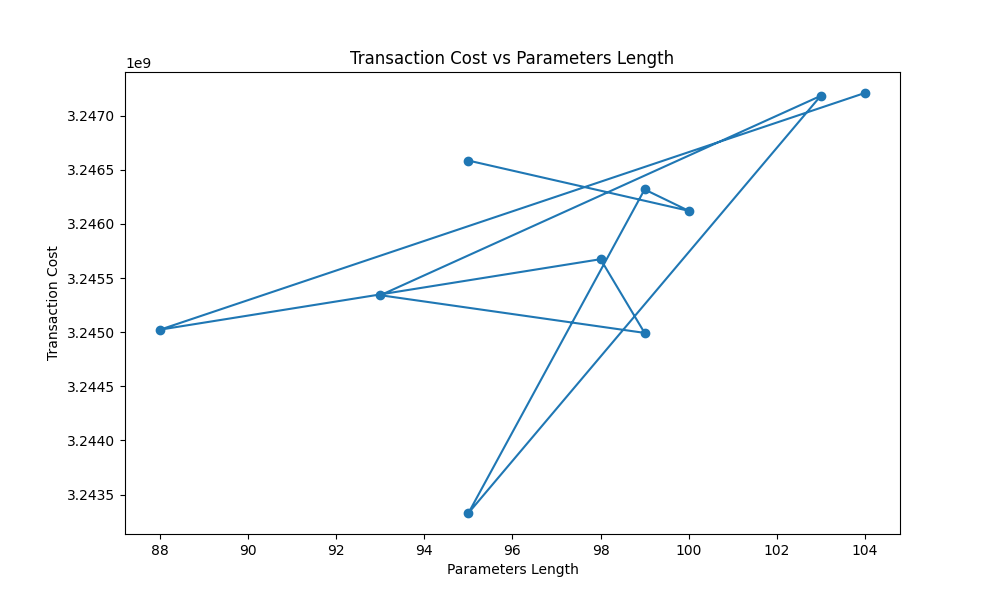 Transaction Cost vs Parameters Length
1e9
3.2470
3.2465
3.2460
3.2455
3.2450
3.2445
3.2440
3.2435
Transaction Cost
88 90 92 94 96 98 100 102 104
Parameters Length